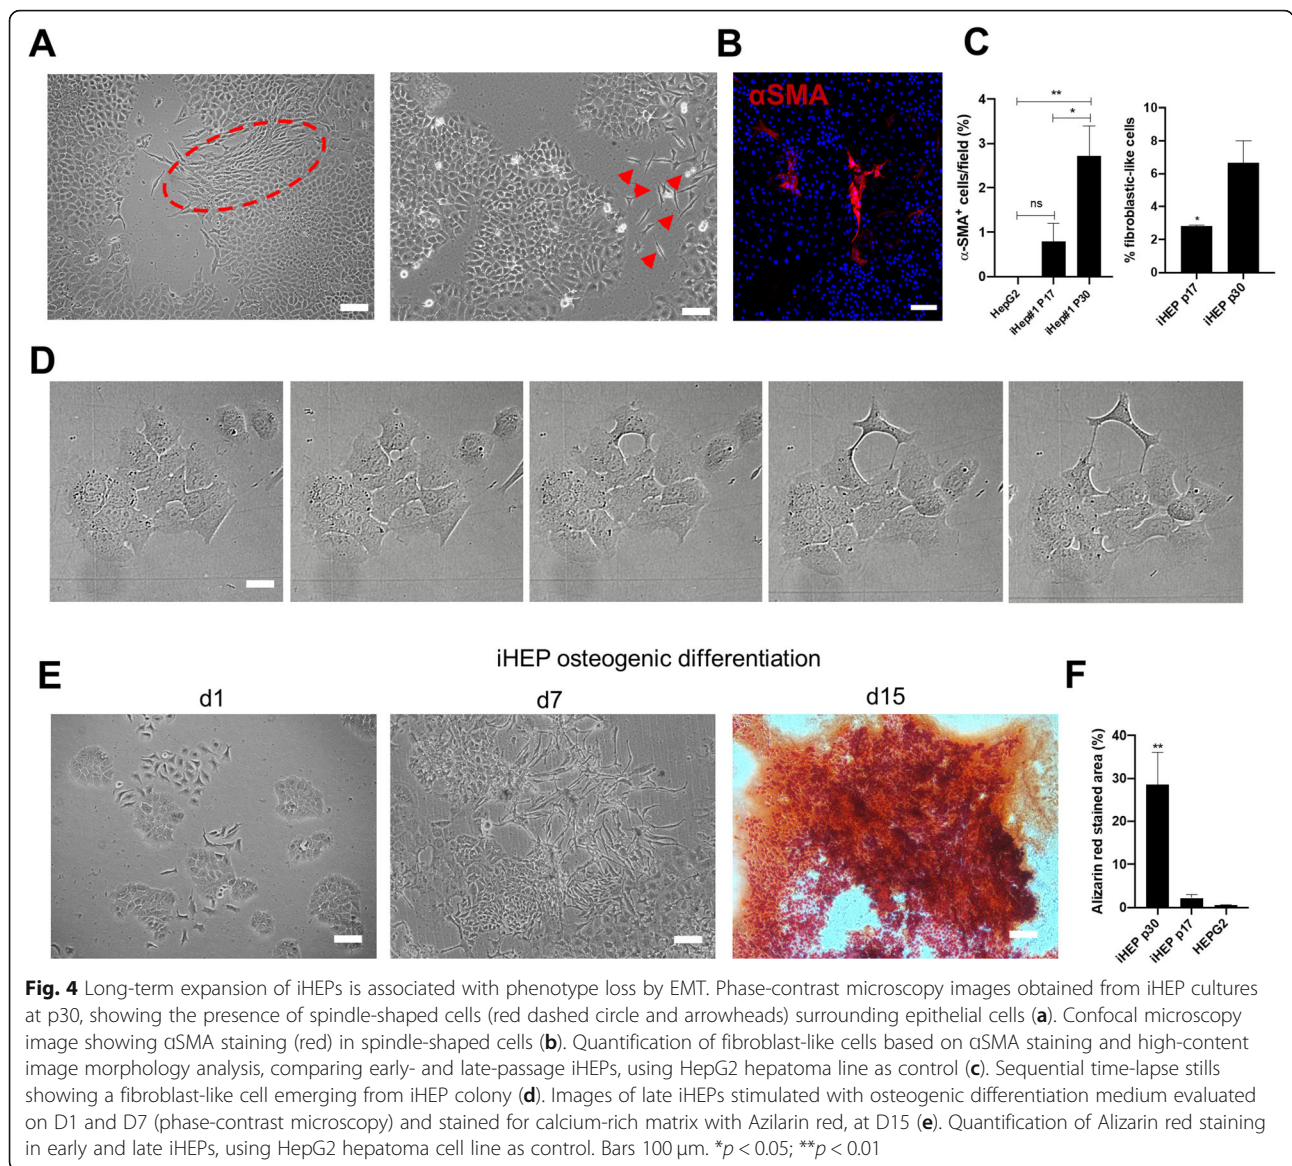 A
B
αSMA
C
α-SMA⁺ cells/field (%)
4
3
2
1
0
**
*
ns
HepG2
iHep#1 P17
iHep#1 P30
% fibroblastic-like cells
10
8
6
4
2
0
*
iHEP p17
iHEP p30
D
iHEP osteogenic differentiation
E
d1
d7
d15
F
Alizarin red stained area (%)
40
30
20
10
0
**
iHEP p30
iHEP p17
HEPG2
Fig. 4 Long-term expansion of iHEPs is associated with phenotype loss by EMT. Phase-contrast microscopy images obtained from iHEP cultures
at p30, showing the presence of spindle-shaped cells (red dashed circle and arrowheads) surrounding epithelial cells (a). Confocal microscopy
image showing αSMA staining (red) in spindle-shaped cells (b). Quantification of fibroblast-like cells based on αSMA staining and high-content
image morphology analysis, comparing early- and late-passage iHEPs, using HepG2 hepatoma line as control (c). Sequential time-lapse stills
showing a fibroblast-like cell emerging from iHEP colony (d). Images of late iHEPs stimulated with osteogenic differentiation medium evaluated
on D1 and D7 (phase-contrast microscopy) and stained for calcium-rich matrix with Azilarin red, at D15 (e). Quantification of Alizarin red staining
in early and late iHEPs, using HepG2 hepatoma cell line as control. Bars 100 μm. *p < 0.05; **p < 0.01